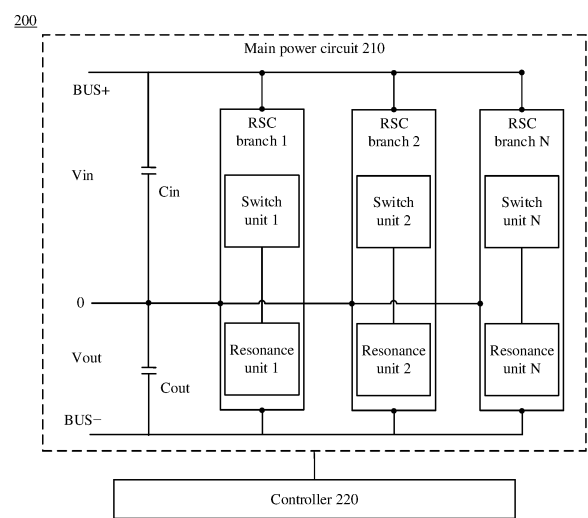 200
Main power circuit 210
BUS+
RSC
branch 1
RSC
branch 2
RSC
branch N
Vin
Cin
Switch
unit 1
Switch
unit 2
Switch
unit N
0
Vout
Cout
Resonance
unit 1
Resonance
unit 2
Resonance
unit N
BUS−
Controller 220